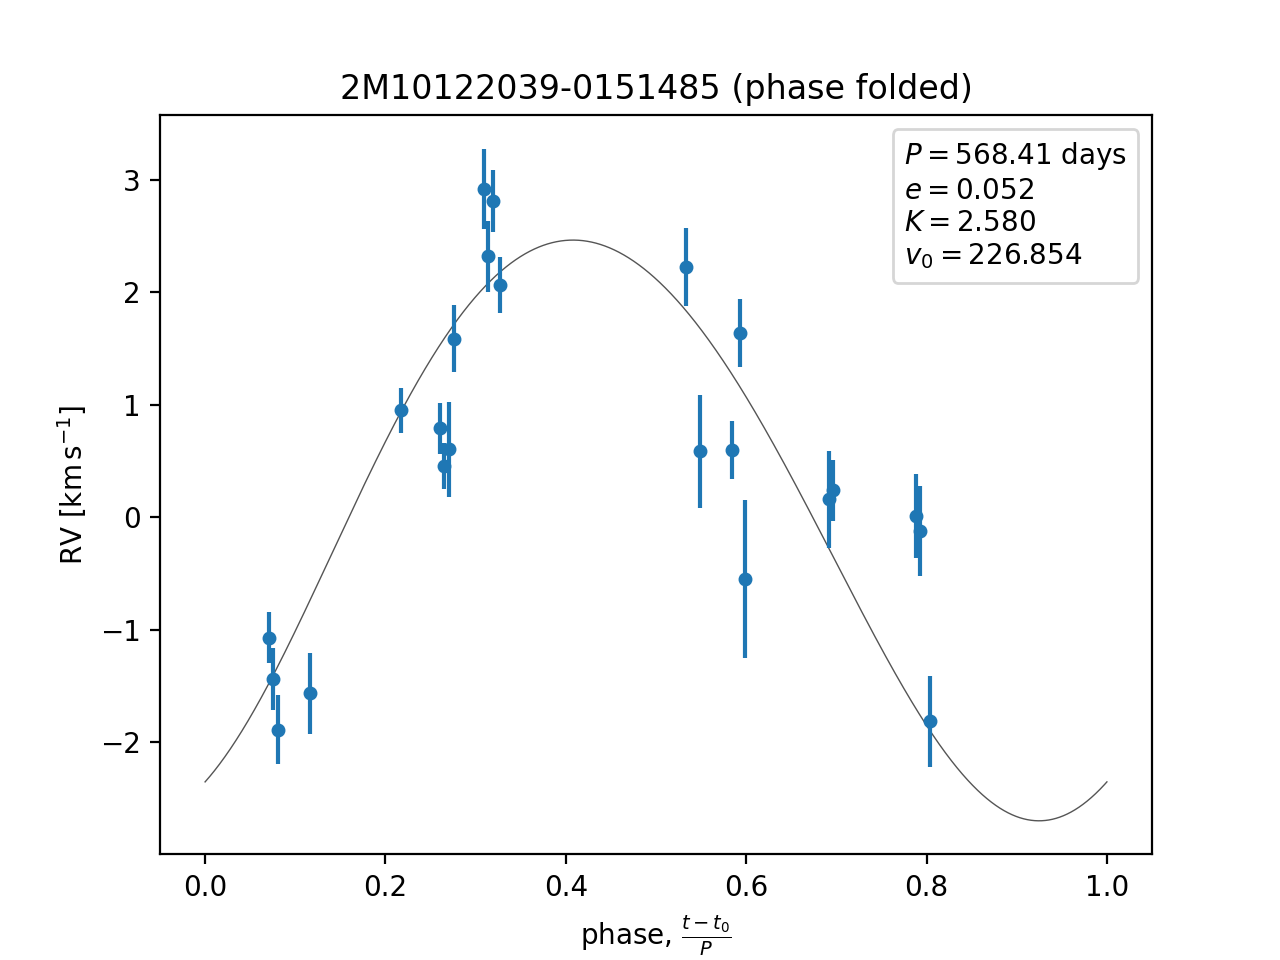 2M10122039-0151485 (phase folded)
P = 568.41 days
e = 0.052
K = 2.580
v₀ = 226.854
3
2
1
0
−1
−2
RV [km s⁻¹]
0.0 0.2 0.4 0.6 0.8 1.0
phase, (t − t₀)/P